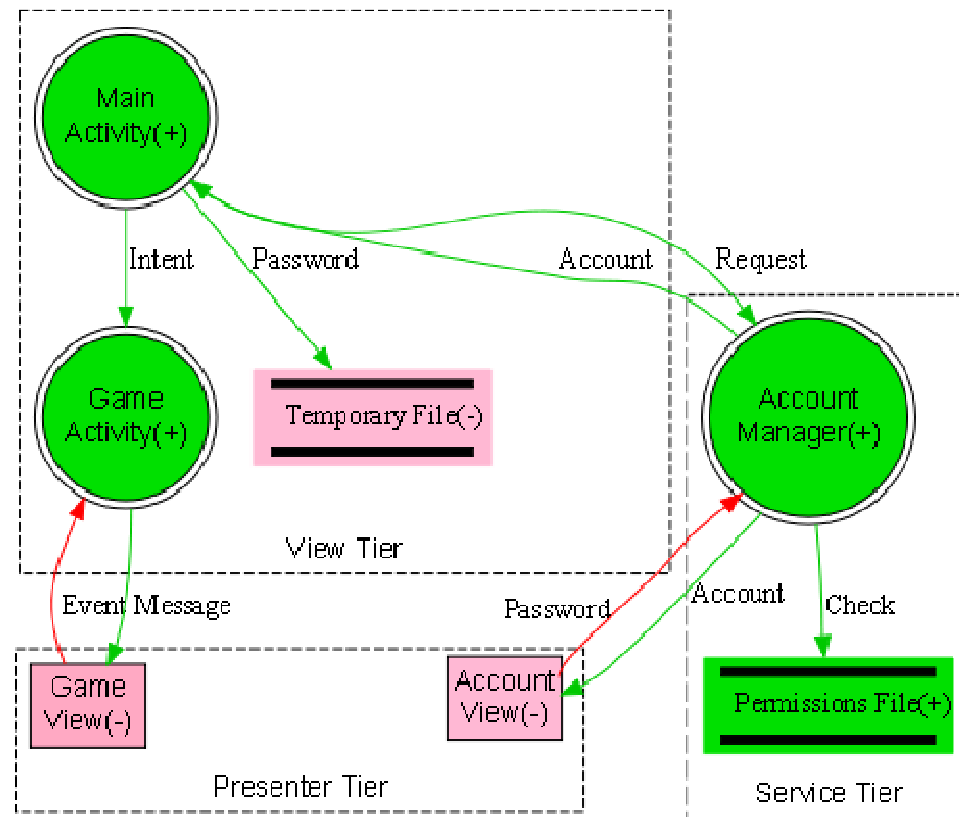 Main
Activity(+)
Intent
Password
Account
Request
Game
Activity(+)
Temporary File(-)
Account
Manager(+)
View Tier
Event Message
Password
Account
Check
Game
View(-)
Account
View(-)
Permissions File(+)
Presenter Tier
Service Tier